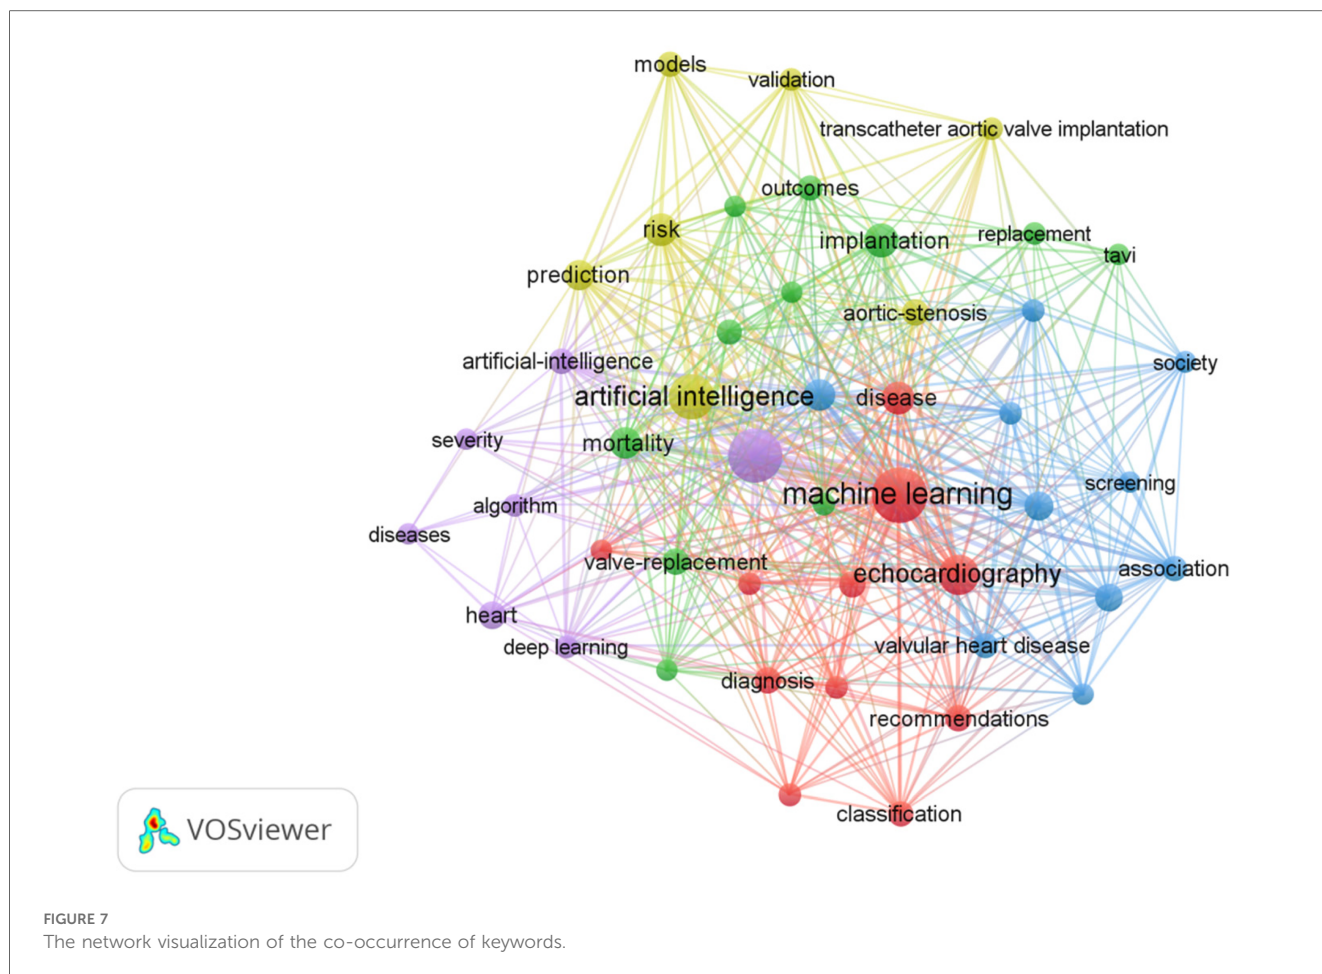 models
validation
transcatheter aortic valve implantation
outcomes
risk
implantation
replacement
tavi
prediction
aortic-stenosis
artificial-intelligence
society
artificial intelligence
disease
severity
mortality
screening
machine learning
algorithm
diseases
valve-replacement
echocardiography
association
heart
deep learning
valvular heart disease
diagnosis
recommendations
classification
VOSviewer
FIGURE 7
The network visualization of the co-occurrence of keywords.